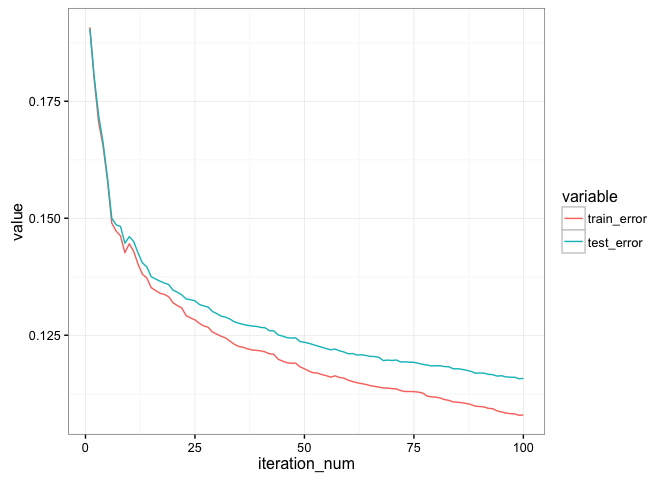 0.175
0.150
0.125
value
0
25
50
75
100
iteration_num
variable
train_error
test_error